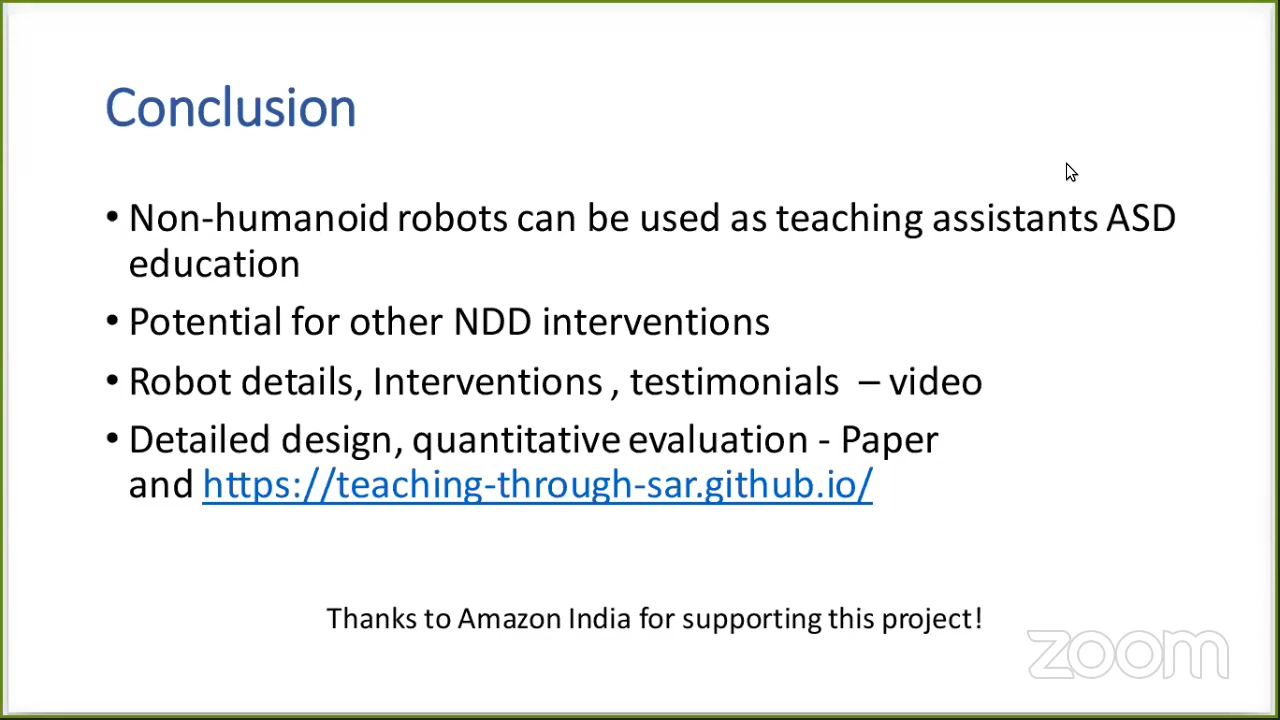 Conclusion
• Non-humanoid robots can be used as teaching assistants ASD
education
• Potential for other NDD interventions
• Robot details, Interventions , testimonials – video
• Detailed design, quantitative evaluation - Paper
and https://teaching-through-sar.github.io/
Thanks to Amazon India for supporting this project!
zoom